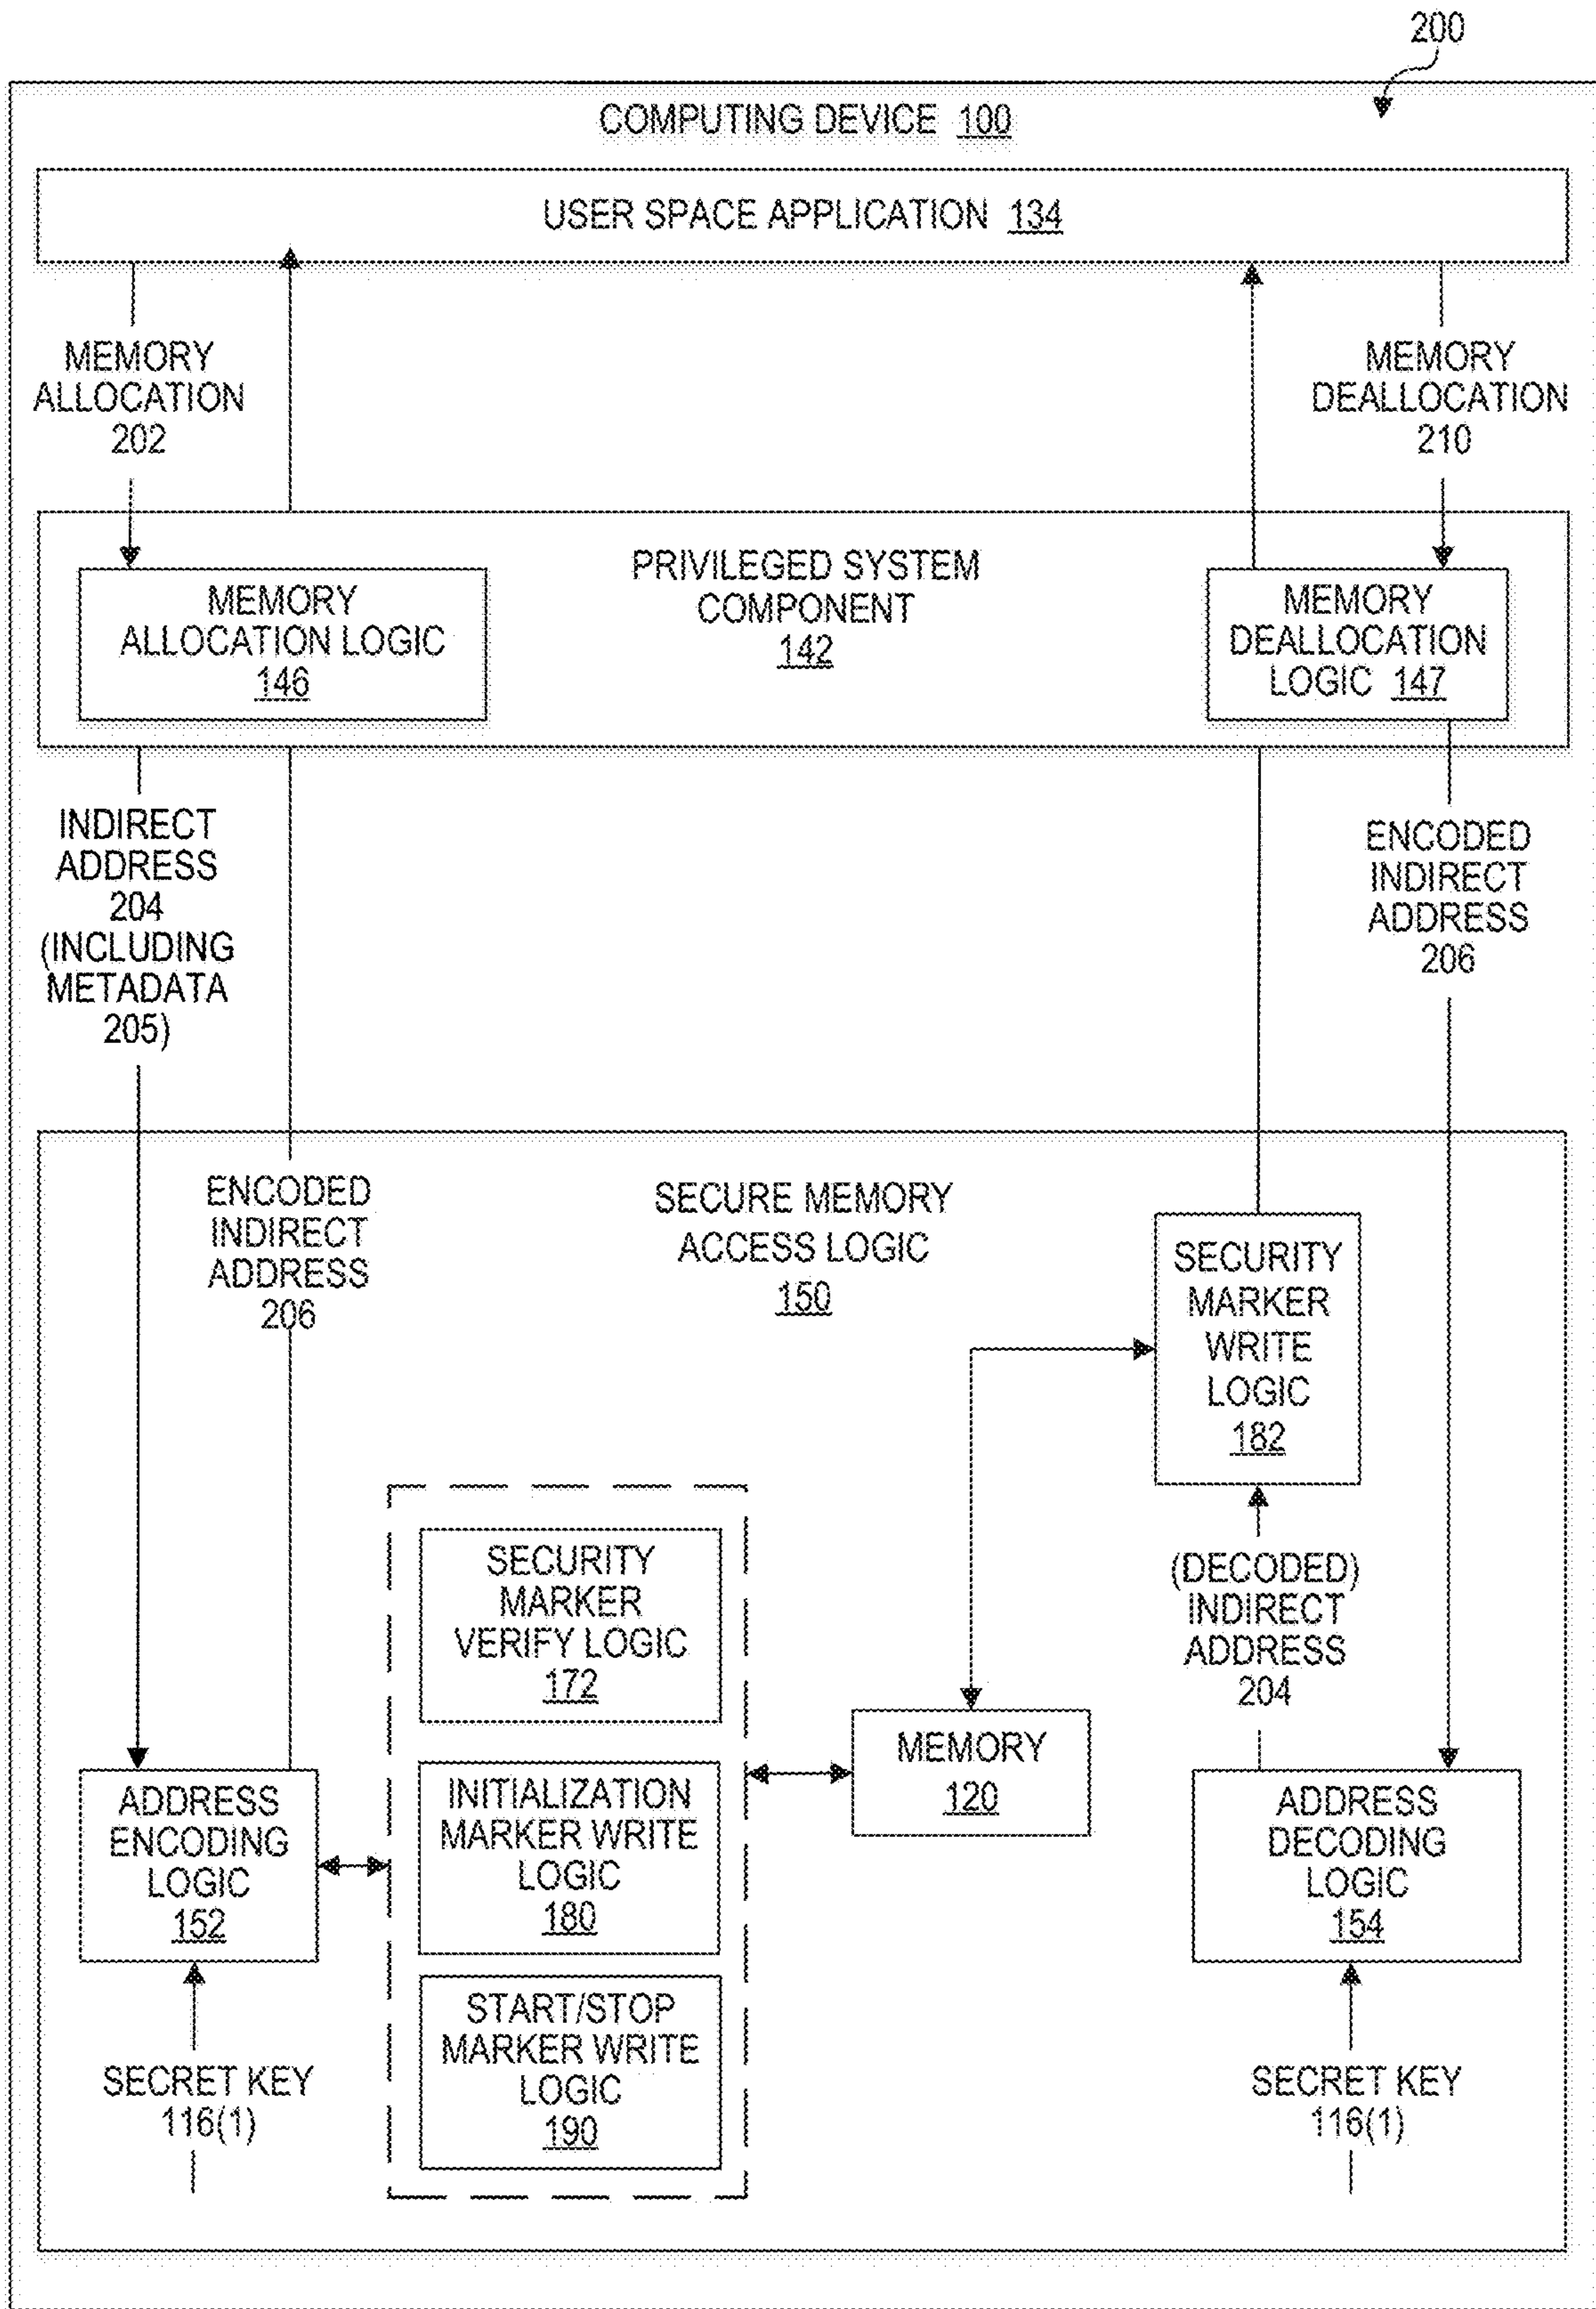 200
COMPUTING DEVICE 100
USER SPACE APPLICATION 134
MEMORY
ALLOCATION
202
MEMORY
DEALLOCATION
210
MEMORY
ALLOCATION LOGIC
146
PRIVILEGED SYSTEM
COMPONENT
142
MEMORY
DEALLOCATION
LOGIC 147
INDIRECT
ADDRESS
204
(INCLUDING
METADATA
205)
ENCODED
INDIRECT
ADDRESS
206
ENCODED
INDIRECT
ADDRESS
206
SECURE MEMORY
ACCESS LOGIC
150
SECURITY
MARKER
WRITE
LOGIC
182
SECURITY
MARKER
VERIFY LOGIC
172
(DECODED)
INDIRECT
ADDRESS
204
ADDRESS
ENCODING
LOGIC
152
INITIALIZATION
MARKER WRITE
LOGIC
180
MEMORY
120
ADDRESS
DECODING
LOGIC
154
START/STOP
MARKER WRITE
LOGIC
190
SECRET KEY
116(1)
SECRET KEY
116(1)